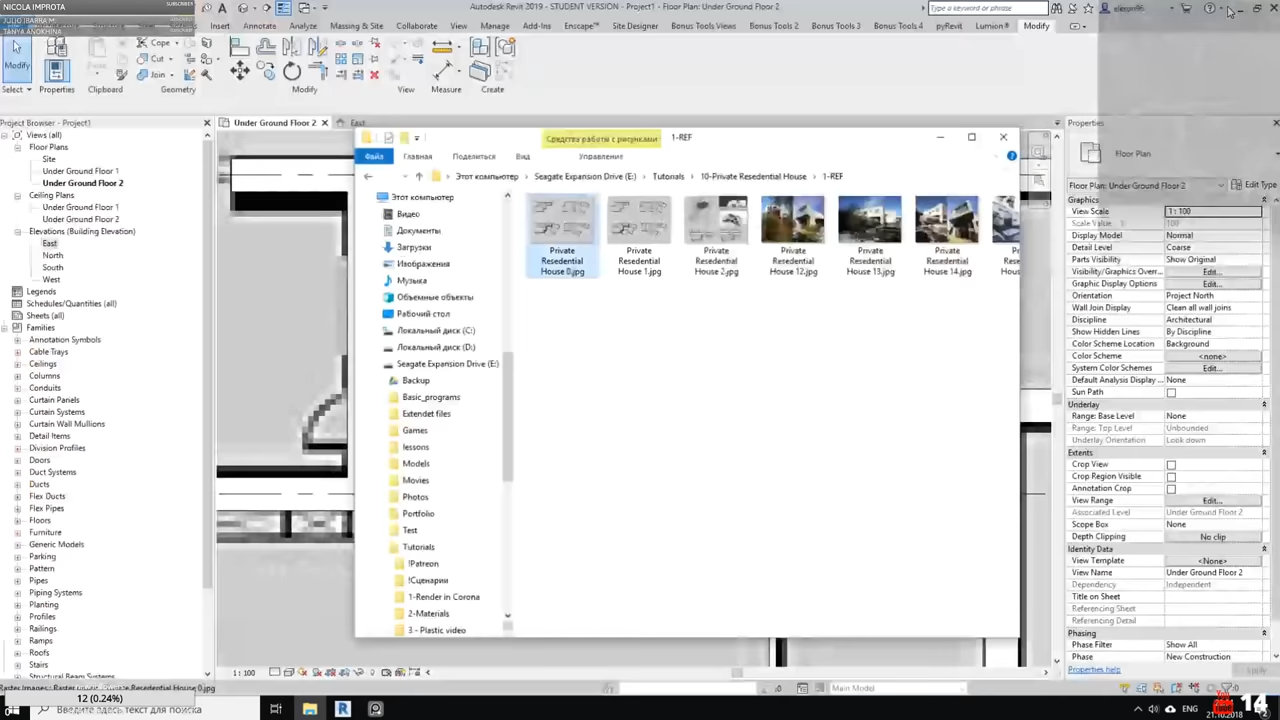 NICOLA IMPROTA
SUBSCRIBER
JULIO IBARRA M
SUBSCRIBER
TANYA ANOKHINA
SUBSCRIBER
Autodesk Revit 2019 - STUDENT VERSION - Project1 - Floor Plan: Under Ground Floor 2
Type a keyword or phrase
Insert Annotate Analyze Massing & Site Collaborate View Manage Add-Ins Enscape™ Site Designer Bonus Tools Views Bonus Tools 2 Bonus Tools 3 Bonus Tools 4 pyRevit Lumion® Modify
Modify
Paste
Cope
Cut
Join
Select Properties Clipboard Geometry Modify View Measure Create
Project Browser - Project1
Views (all)
Floor Plans
Site
Under Ground Floor 1
Under Ground Floor 2
Ceiling Plans
Under Ground Floor 1
Under Ground Floor 2
Elevations (Building Elevation)
East
North
South
West
Legends
Schedules/Quantities (all)
Sheets (all)
Families
Annotation Symbols
Cable Trays
Ceilings
Columns
Conduits
Curtain Panels
Curtain Systems
Curtain Wall Mullions
Detail Items
Division Profiles
Doors
Duct Systems
Ducts
Flex Ducts
Flex Pipes
Floors
Furniture
Generic Models
Parking
Pattern
Pipes
Piping Systems
Planting
Profiles
Railings
Ramps
Roofs
Stairs
Structural Beam Systems
Under Ground Floor 2
East
Средства работы с рисунками
1-REF
Файл Главная Поделиться Вид Управление
Этот компьютер Seagate Expansion Drive (E:) Tutorials 10-Private Resedential House 1-REF
Этот компьютер
Видео
Документы
Загрузки
Изображения
Музыка
Объемные объекты
Рабочий стол
Локальный диск (C:)
Локальный диск (D:)
Seagate Expansion Drive (E:)
Backup
Basic_programs
Extendet files
Games
lessons
Models
Movies
Photos
Portfolio
Test
Tutorials
!Patreon
!Сценарии
1-Render in Corona
2-Materials
3 - Plastic video
Private Resedential House 0.jpg
Private Resedential House 1.jpg
Private Resedential House 2.jpg
Private Resedential House 12.jpg
Private Resedential House 13.jpg
Private Resedential House 14.jpg
Properties
Floor Plan
Floor Plan: Under Ground Floor 2 Edit Type
Graphics
View Scale 1 : 100
Scale Value 1: 100
Display Model Normal
Detail Level Coarse
Parts Visibility Show Original
Visibility/Graphics Overr... Edit...
Graphic Display Options Edit...
Orientation Project North
Wall Join Display Clean all wall joins
Discipline Architectural
Show Hidden Lines By Discipline
Color Scheme Location Background
Color Scheme <none>
System Color Schemes Edit...
Default Analysis Display ... None
Sun Path
Underlay
Range: Base Level None
Range: Top Level Unbounded
Underlay Orientation Look down
Extents
Crop View
Crop Region Visible
Annotation Crop
View Range Edit...
Associated Level Under Ground Floor 2
Scope Box None
Depth Clipping No clip
Identity Data
View Template <None>
View Name Under Ground Floor 2
Dependency Independent
Title on Sheet
Referencing Sheet
Referencing Detail
Phasing
Phase Filter Show All
Phase New Construction
Properties help Apply
1 : 100
Main Model
12 (0.24%)
Введите здесь текст для поиска
ENG
21.10.2018
14